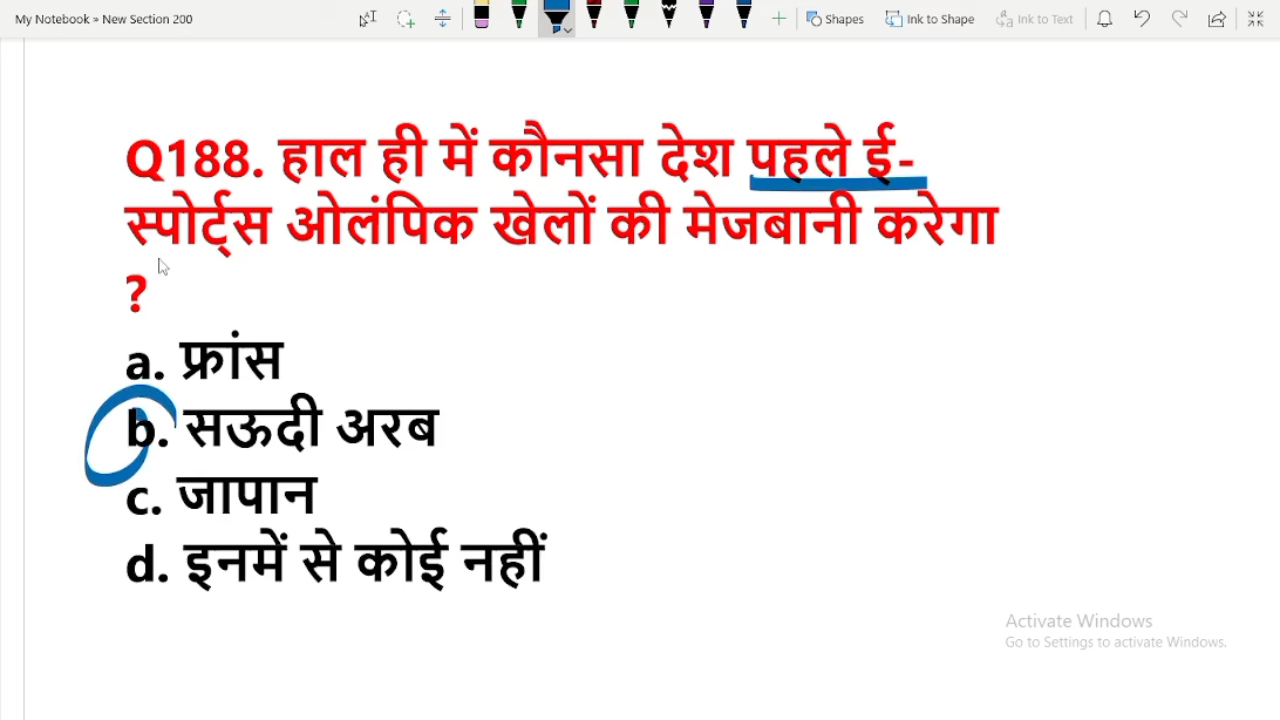 My Notebook » New Section 200
Shapes
Ink to Shape
Ink to Text
Q188. हाल ही में कौनसा देश पहले ई-
स्पोर्ट्स ओलंपिक खेलों की मेजबानी करेगा
?
a. फ्रांस
b. सऊदी अरब
c. जापान
d. इनमें से कोई नहीं
Activate Windows
Go to Settings to activate Windows.